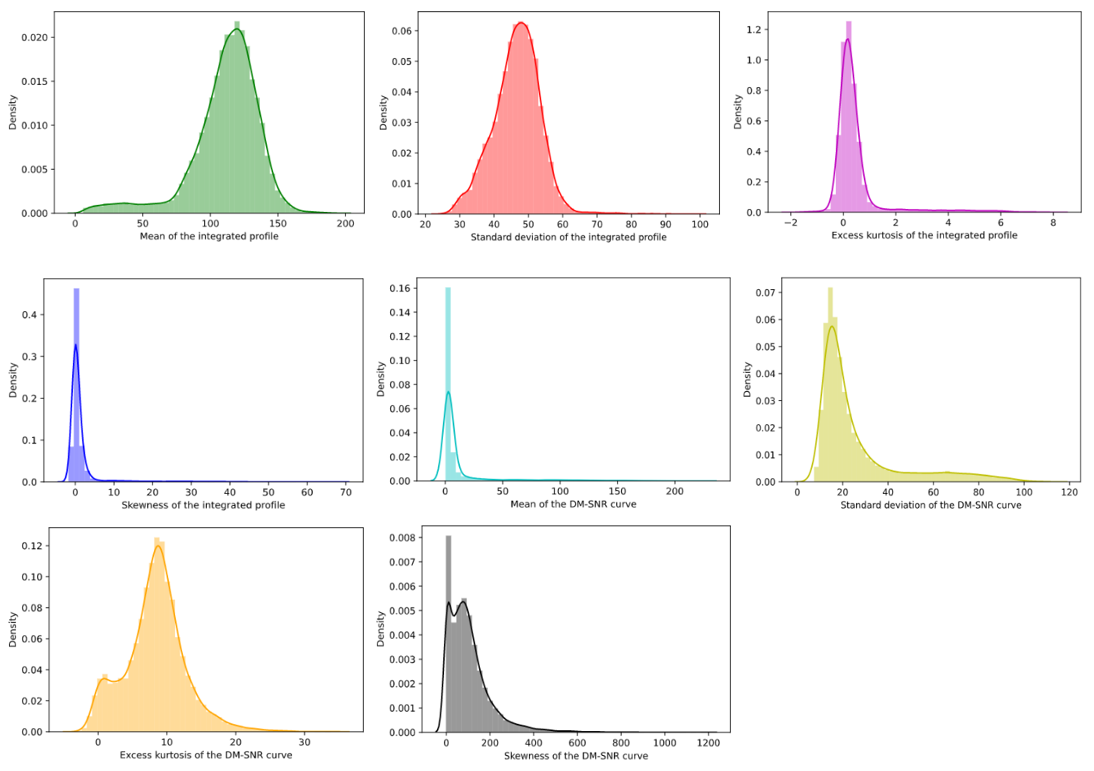 0.020
0.015
0.010
0.005
0.000
Density
0 50 100 150 200
Mean of the integrated profile
0.06
0.05
0.04
0.03
0.02
0.01
0.00
Density
20 30 40 50 60 70 80 90 100
Standard deviation of the integrated profile
1.2
1.0
0.8
0.6
0.4
0.2
0.0
Density
−2 0 2 4 6 8
Excess kurtosis of the integrated profile
0.4
0.3
0.2
0.1
0.0
Density
0 10 20 30 40 50 60 70
Skewness of the integrated profile
0.16
0.14
0.12
0.10
0.08
0.06
0.04
0.02
0.00
Density
0 50 100 150 200
Mean of the DM-SNR curve
0.07
0.06
0.05
0.04
0.03
0.02
0.01
0.00
Density
0 20 40 60 80 100 120
Standard deviation of the DM-SNR curve
0.12
0.10
0.08
0.06
0.04
0.02
0.00
Density
0 10 20 30
Excess kurtosis of the DM-SNR curve
0.008
0.007
0.006
0.005
0.004
0.003
0.002
0.001
0.000
Density
0 200 400 600 800 1000 1200
Skewness of the DM-SNR curve